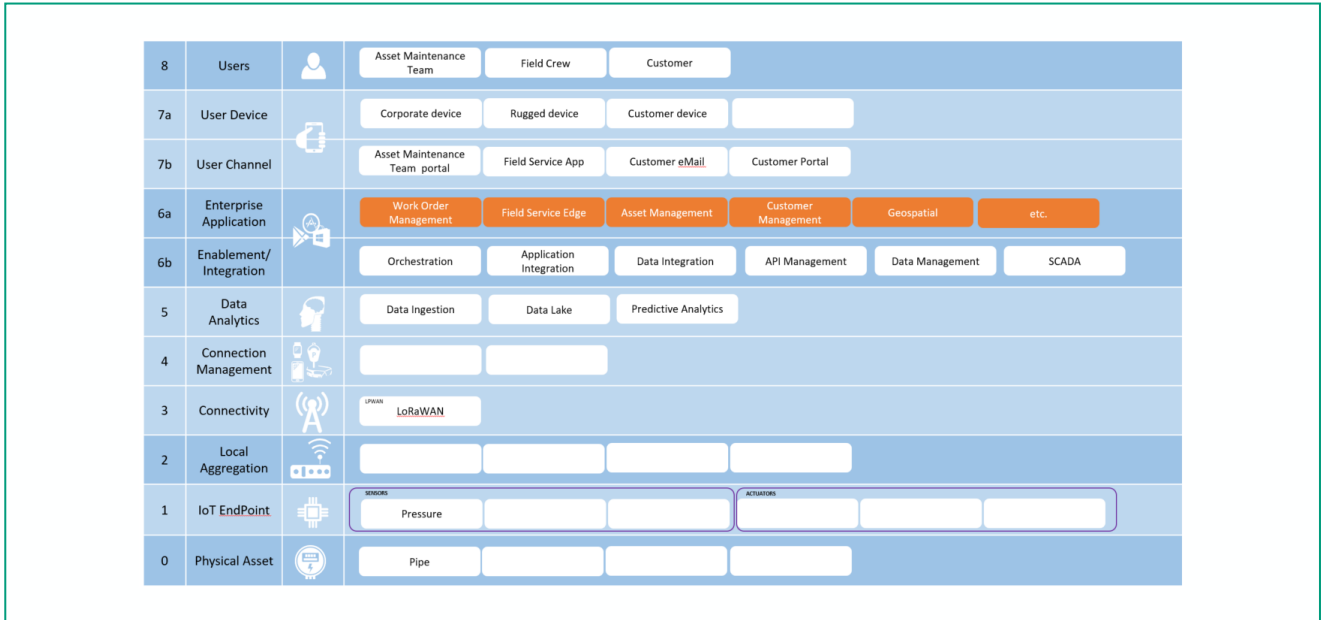 8
Users
Asset Maintenance
Team
Field Crew
Customer
7a
User Device
Corporate device
Rugged device
Customer device
7b
User Channel
Asset Maintenance
Team portal
Field Service App
Customer eMail
Customer Portal
6a
Enterprise
Application
Work Order
Management
Field Service Edge
Asset Management
Customer
Management
Geospatial
etc.
6b
Enablement/
Integration
Orchestration
Application
Integration
Data Integration
API Management
Data Management
SCADA
5
Data
Analytics
Data Ingestion
Data Lake
Predictive Analytics
4
Connection
Management
3
Connectivity
LPWAN
LoRaWAN
2
Local
Aggregation
1
IoT EndPoint
SENSORS
Pressure
ACTUATORS
0
Physical Asset
Pipe